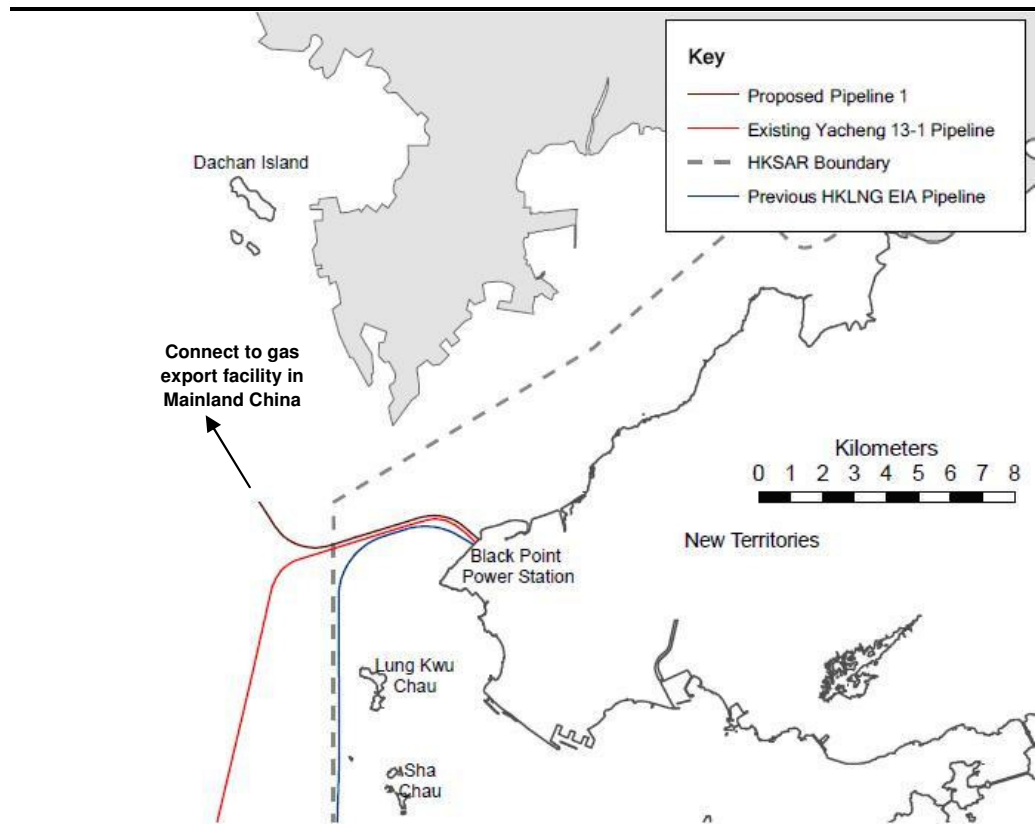 Key
Proposed Pipeline 1
Existing Yacheng 13-1 Pipeline
HKSAR Boundary
Previous HKLNG EIA Pipeline
Dachan Island
Connect to gas
export facility in
Mainland China
Kilometers
0 1 2 3 4 5 6 7 8
New Territories
Black Point
Power Station
Lung Kwu
Chau
Sha
Chau